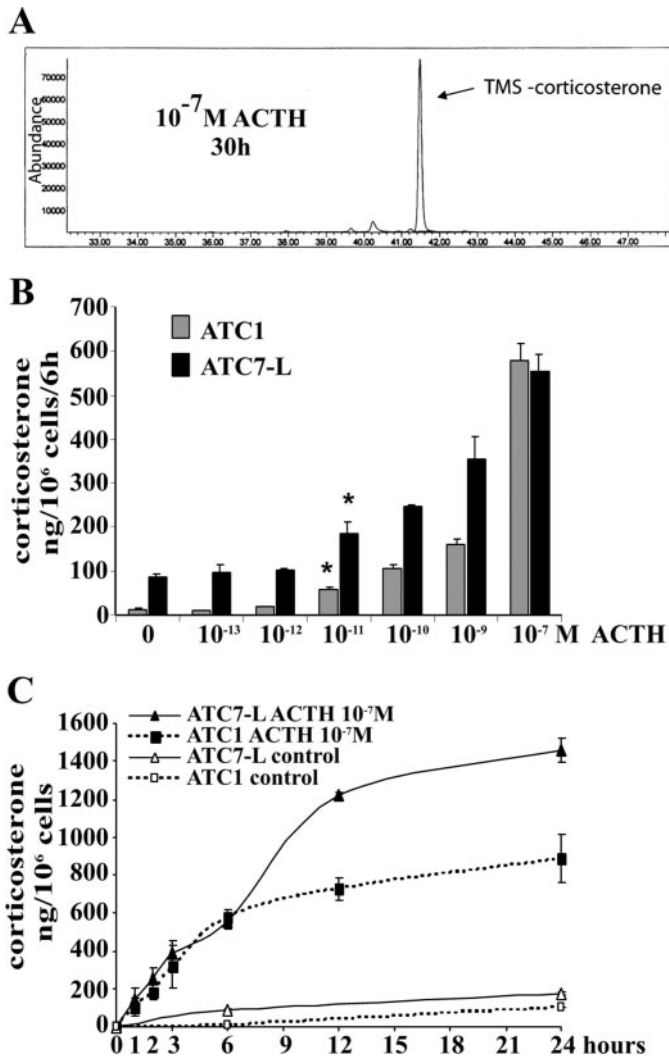 A
Abundance
70000
60000
50000
40000
30000
20000
10000
10⁻⁷M ACTH
30h
TMS -corticosterone
33.00 34.00 35.00 36.00 37.00 38.00 39.00 40.00 41.00 42.00 43.00 44.00 45.00 46.00 47.00
B
corticosterone
ng/10⁶ cells/6h
700
600
500
400
300
200
100
0
ATC1
ATC7-L
*
*
0 10⁻¹³ 10⁻¹² 10⁻¹¹ 10⁻¹⁰ 10⁻⁹ 10⁻⁷ M ACTH
C
corticosterone
ng/10⁶ cells
1600
1400
1200
1000
800
600
400
200
0
ATC7-L ACTH 10⁻⁷M
ATC1 ACTH 10⁻⁷M
ATC7-L control
ATC1 control
0 1 2 3 6 9 12 15 18 21 24 hours